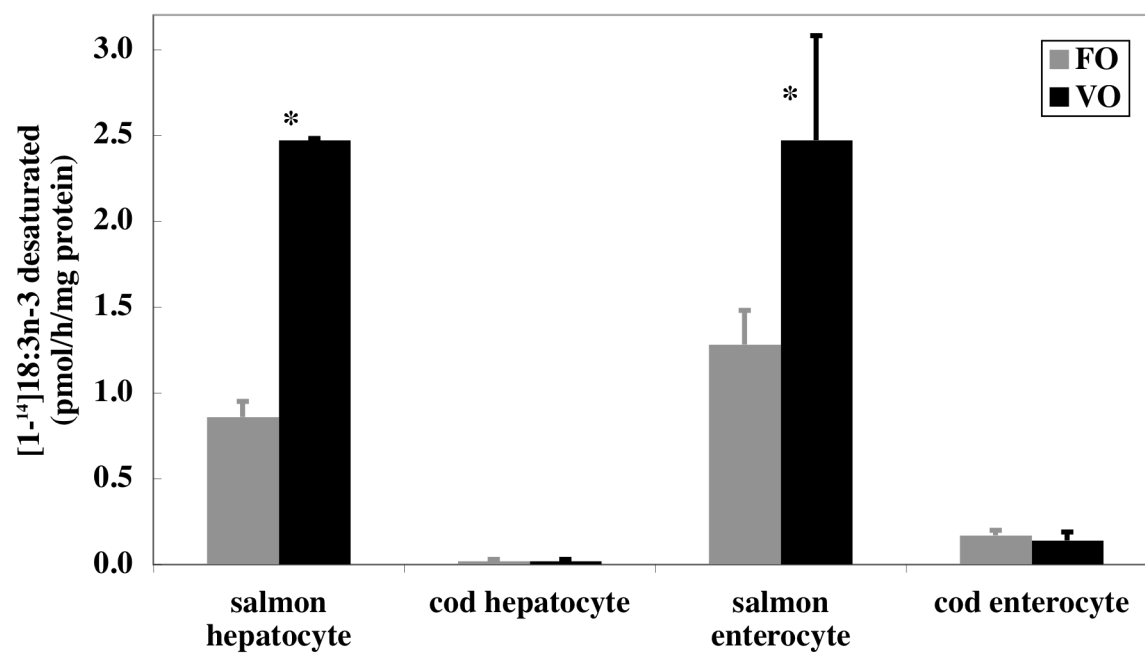 [1-¹⁴]18:3n-3 desaturated
(pmol/h/mg protein)
3.0
2.5
2.0
1.5
1.0
0.5
0.0
FO
VO
*
*
salmon
hepatocyte
cod hepatocyte
salmon
enterocyte
cod enterocyte